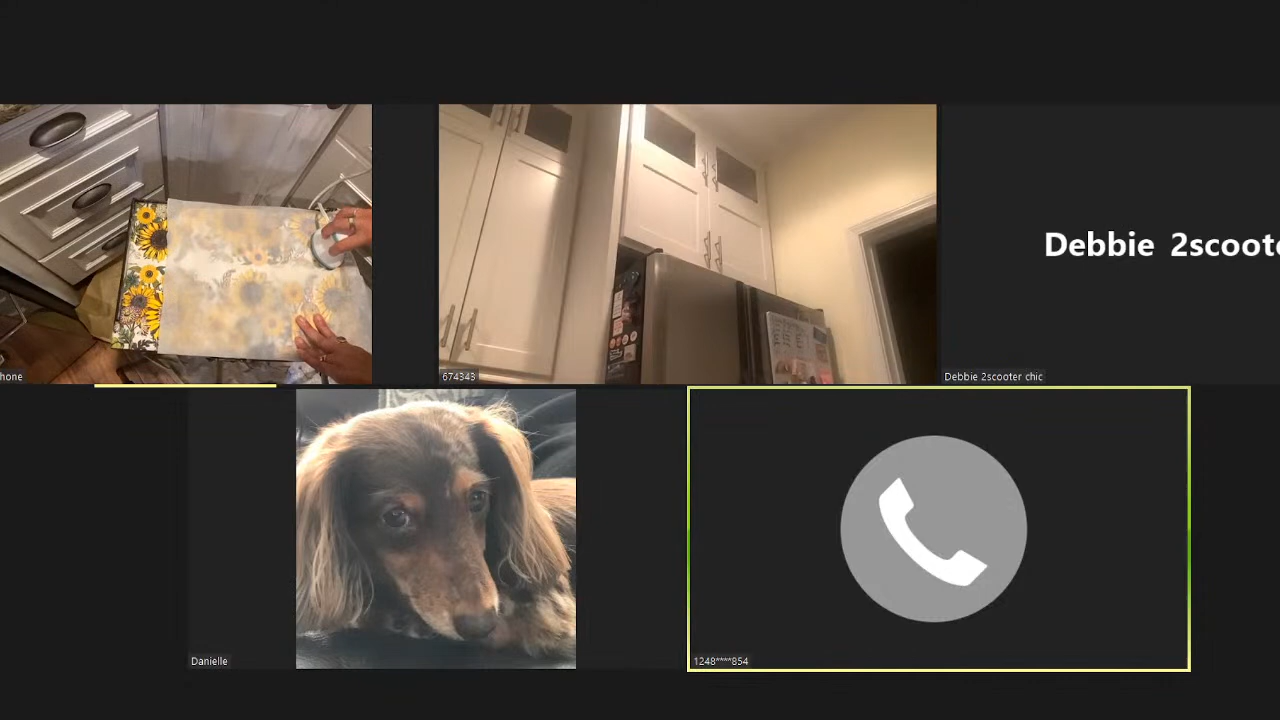 Debbie 2scoote
hone
674343
Debbie 2scooter chic
Danielle
1248****854